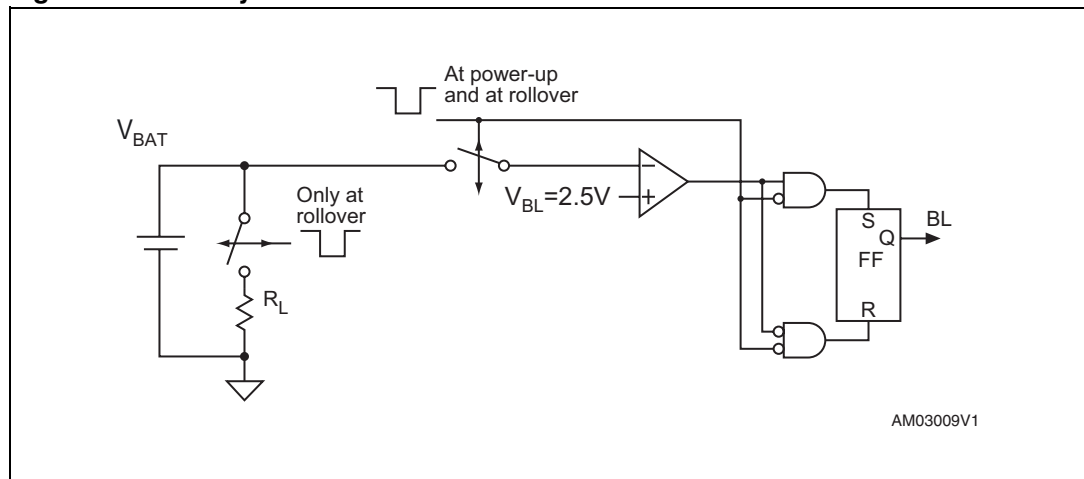 At power-up
and at rollover
V_BAT
Only at
rollover
V_BL=2.5V
−
+
R_L
S
Q
FF
R
BL
AM03009V1